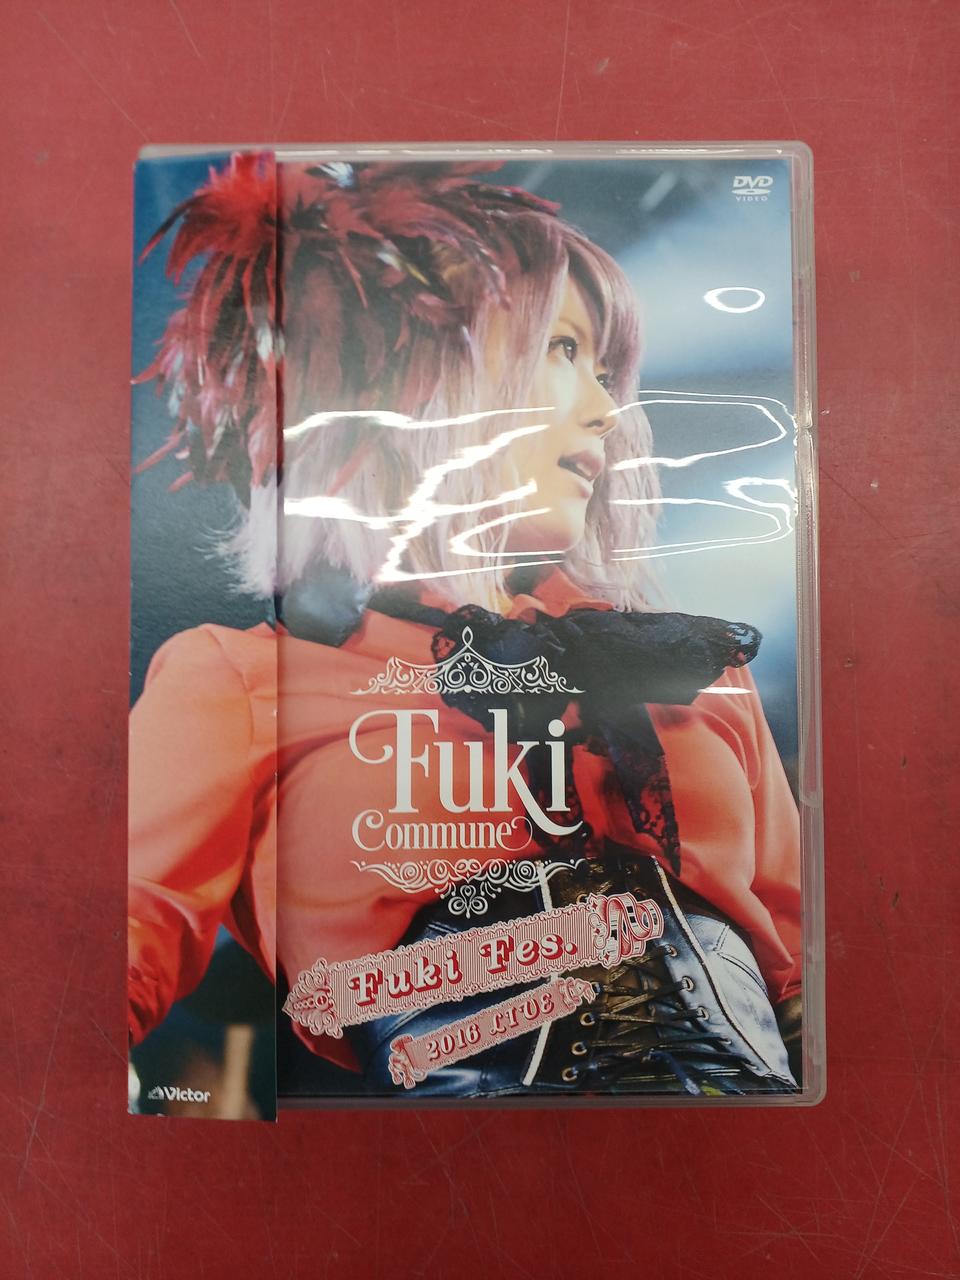 DVD
VIDEO
Fuki
Commune
Fuki Fes.
2016 LIVE
Victor